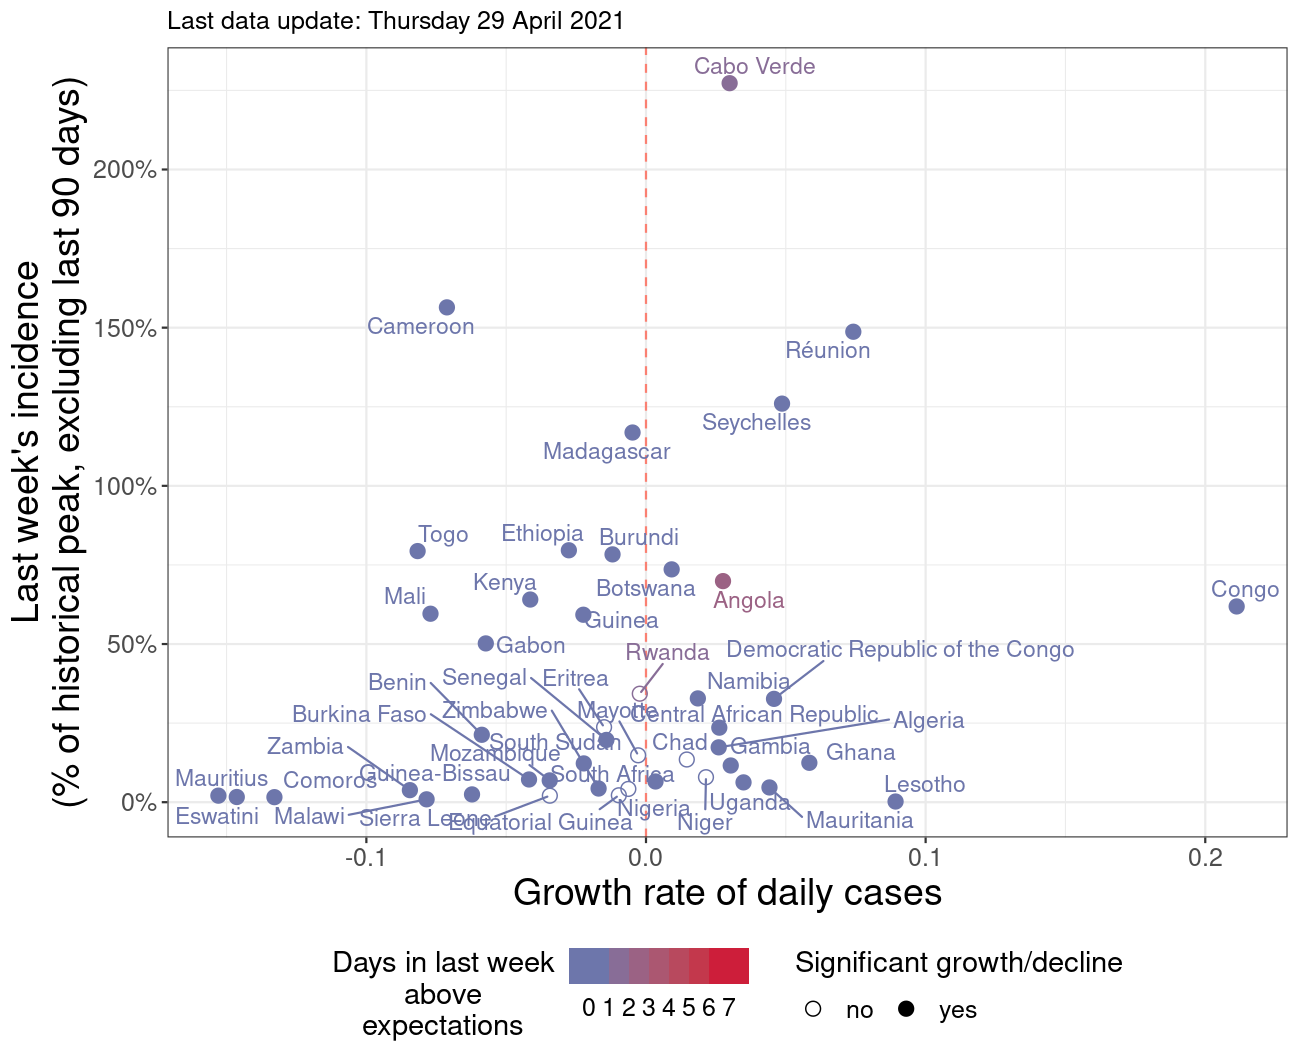 Last data update: Thursday 29 April 2021
Last week's incidence
(% of historical peak, excluding last 90 days)
200%
150%
100%
50%
0%
Cabo Verde
Cameroon
Réunion
Seychelles
Madagascar
Togo
Ethiopia
Burundi
Kenya
Botswana
Congo
Mali
Angola
Guinea
Gabon
Rwanda
Democratic Republic of the Congo
Benin
Senegal
Eritrea
Namibia
Burkina Faso
Zimbabwe
Mayotte
Central African Republic
Algeria
Zambia
South Sudan
Chad
Gambia
Mozambique
Ghana
Mauritius
Comoros
Guinea-Bissau
South Africa
Lesotho
Eswatini
Malawi
Sierra Leone
Equatorial Guinea
Nigeria
Uganda
Niger
Mauritania
-0.1
0.0
0.1
0.2
Growth rate of daily cases
Days in last week
above
expectations
0 1 2 3 4 5 6 7
Significant growth/decline
no
yes